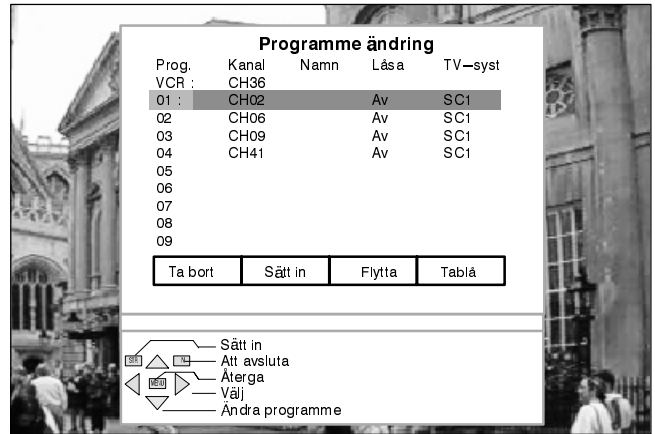 Programme ändring
Prog. Kanal Namn Låsa TV–syst
VCR : CH36
01 : CH02 Av SC1
02 CH06 Av SC1
03 CH09 Av SC1
04 CH41 Av SC1
05
06
07
08
09
Ta bort Sätt in Flytta Tablå
Sätt in
STR N Att avsluta
Återga
MENU Välj
Ändra programme